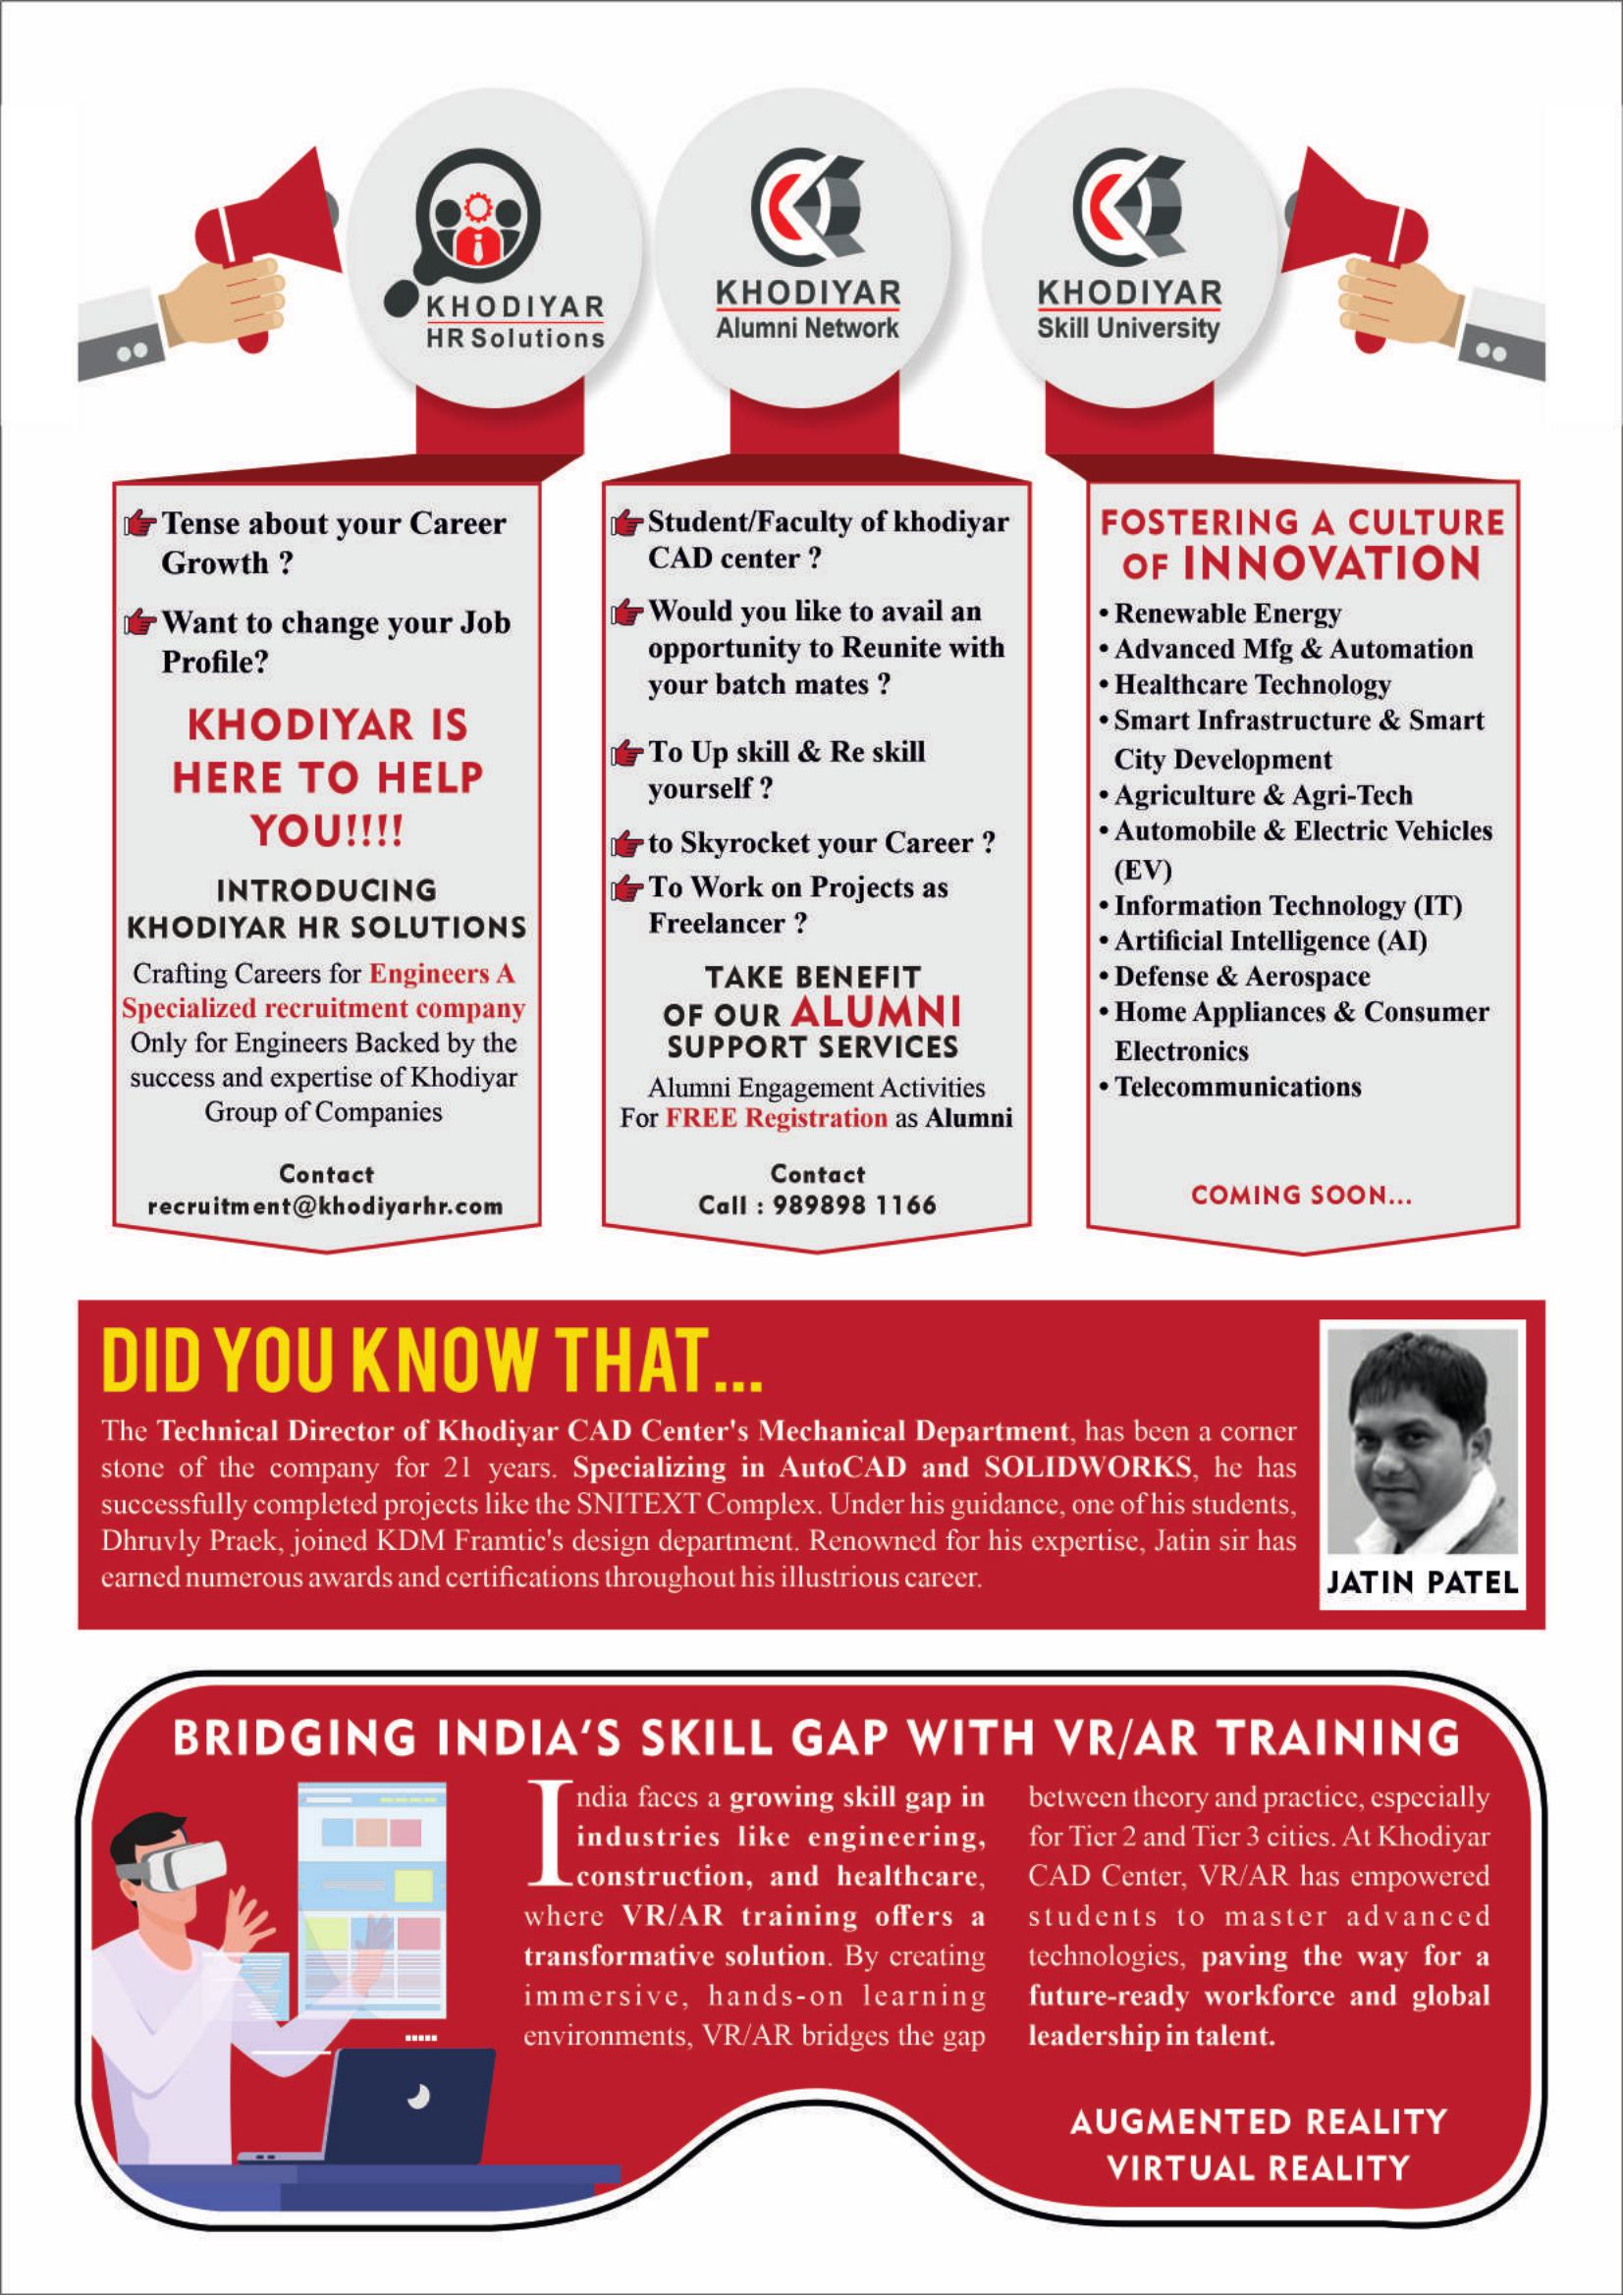 KHODIYAR
HR Solutions
KHODIYAR
Alumni Network
KHODIYAR
Skill University
Tense about your Career
Growth ?
Want to change your Job
Profile?
KHODIYAR IS
HERE TO HELP
YOU!!!!
INTRODUCING
KHODIYAR HR SOLUTIONS
Crafting Careers for Engineers A
Specialized recruitment company
Only for Engineers Backed by the
success and expertise of Khodiyar
Group of Companies
Contact
recruitment@khodiyarhr.com
Student/Faculty of khodiyar
CAD center ?
Would you like to avail an
opportunity to Reunite with
your batch mates ?
To Up skill & Re skill
yourself ?
to Skyrocket your Career ?
To Work on Projects as
Freelancer ?
TAKE BENEFIT
OF OUR ALUMNI
SUPPORT SERVICES
Alumni Engagement Activities
For FREE Registration as Alumni
Contact
Call : 989898 1166
FOSTERING A CULTURE
OF INNOVATION
• Renewable Energy
• Advanced Mfg & Automation
• Healthcare Technology
• Smart Infrastructure & Smart
City Development
• Agriculture & Agri-Tech
• Automobile & Electric Vehicles
(EV)
• Information Technology (IT)
• Artificial Intelligence (AI)
• Defense & Aerospace
• Home Appliances & Consumer
Electronics
• Telecommunications
COMING SOON...
DID YOU KNOW THAT...
The Technical Director of Khodiyar CAD Center's Mechanical Department, has been a corner
stone of the company for 21 years. Specializing in AutoCAD and SOLIDWORKS, he has
successfully completed projects like the SNITEXT Complex. Under his guidance, one of his students,
Dhruvly Praek, joined KDM Framtic's design department. Renowned for his expertise, Jatin sir has
earned numerous awards and certifications throughout his illustrious career.
JATIN PATEL
BRIDGING INDIA'S SKILL GAP WITH VR/AR TRAINING
India faces a growing skill gap in
industries like engineering,
construction, and healthcare,
where VR/AR training offers a
transformative solution. By creating
immersive, hands-on learning
environments, VR/AR bridges the gap
between theory and practice, especially
for Tier 2 and Tier 3 cities. At Khodiyar
CAD Center, VR/AR has empowered
students to master advanced
technologies, paving the way for a
future-ready workforce and global
leadership in talent.
AUGMENTED REALITY
VIRTUAL REALITY